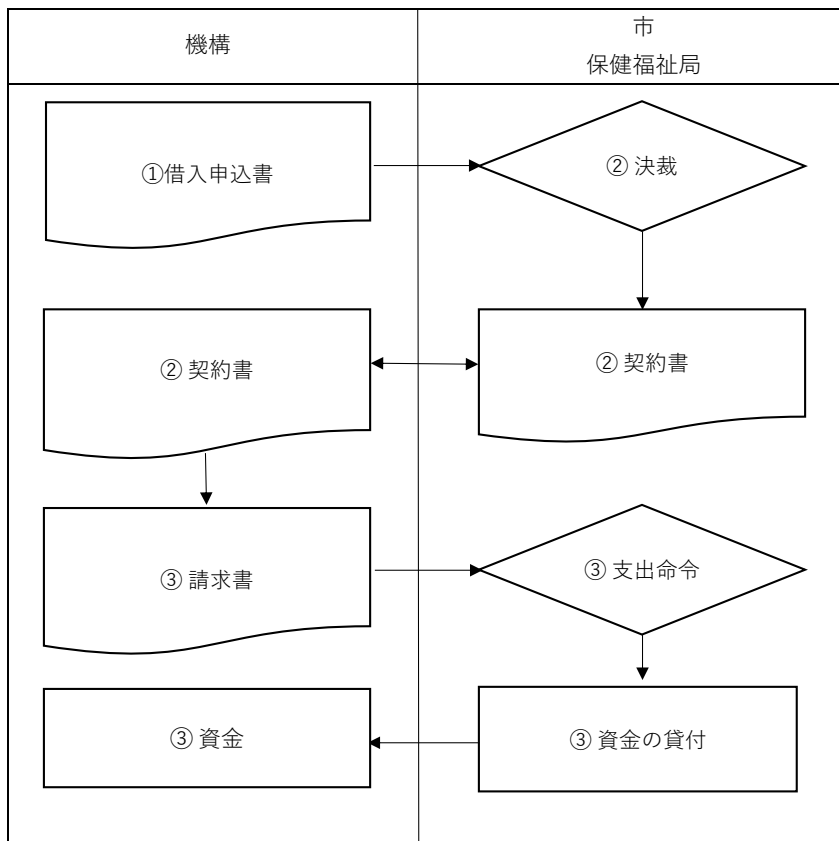 機構
市
保健福祉局
①借入申込書
② 決裁
② 契約書
② 契約書
③ 請求書
③ 支出命令
③ 資金
③ 資金の貸付